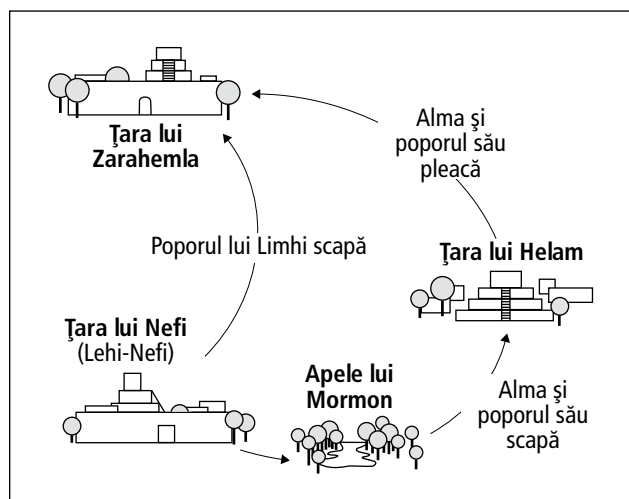 Ţara lui
Zarahemla
Alma şi
poporul său
pleacă
Poporul lui Limhi scapă
Ţara lui Helam
Ţara lui Nefi
(Lehi-Nefi)
Apele lui
Mormon
Alma şi
poporul său
scapă